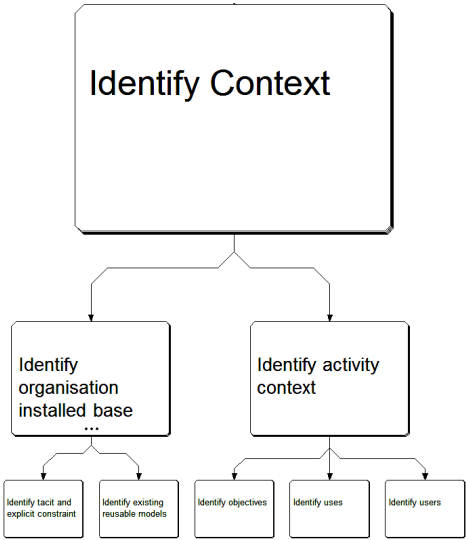 Identify Context
Identify
organisation
installed base
...
Identify activity
context
Identify tacit and
explicit constraint
Identify existing
reusable models
Identify objectives
Identify uses
Identify users